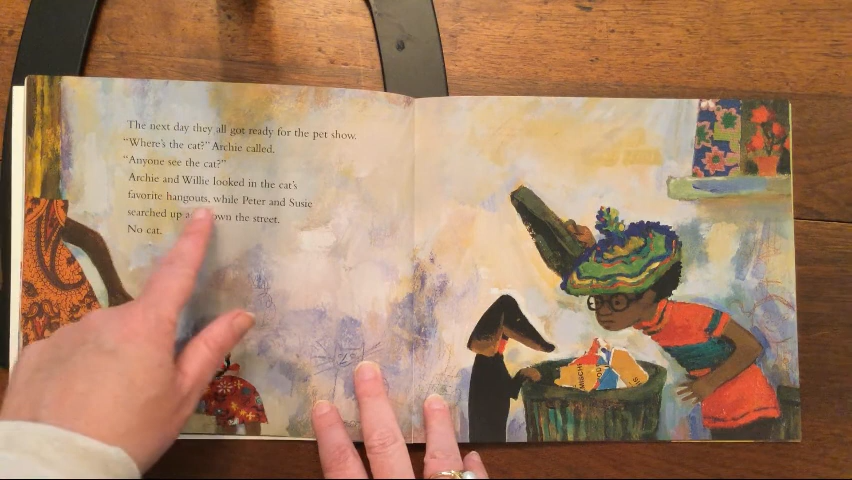 The next day they all got ready for the pet show.
"Where's the cat?" Archie called.
"Anyone see the cat?"
Archie and Willie looked in the cat's
favorite hangouts, while Peter and Susie
searched up and down the street.
No cat.
MISCH